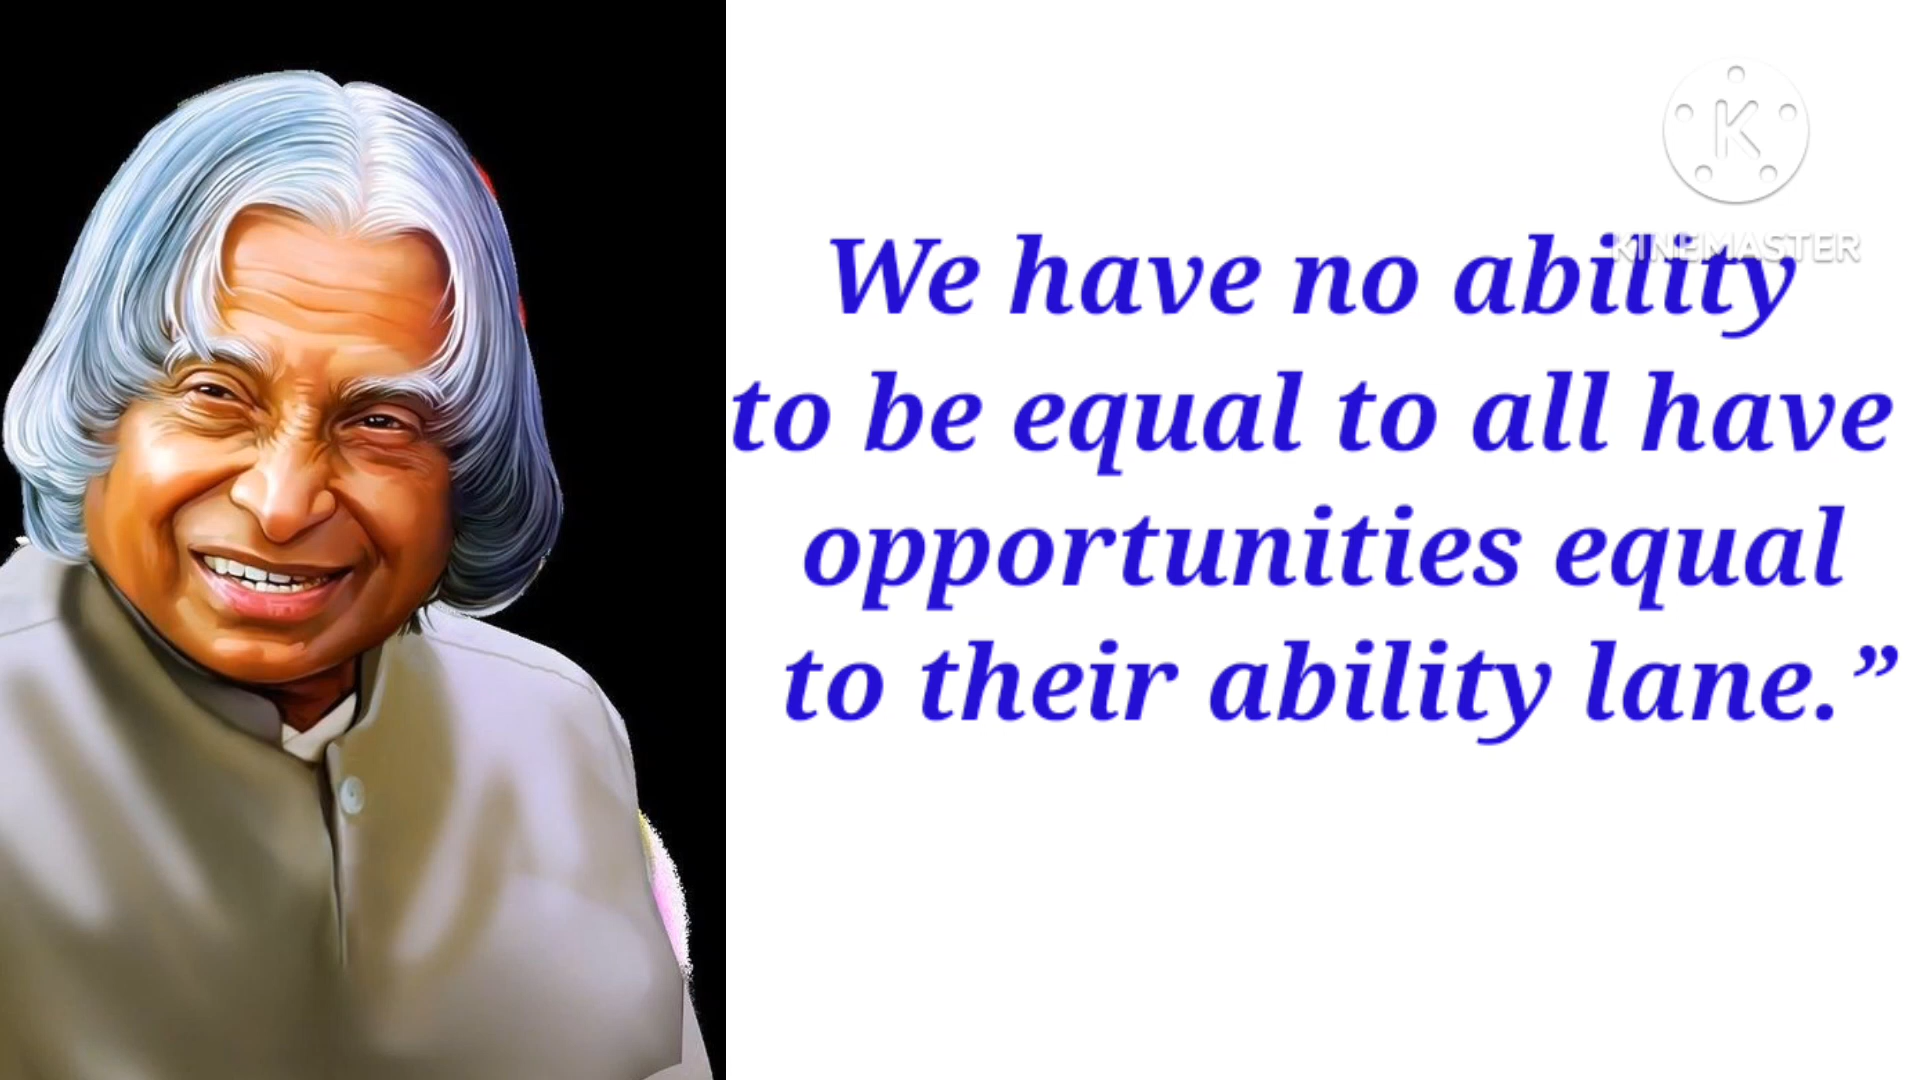 K
KINEMASTER
We have no ability
to be equal to all have
opportunities equal
to their ability lane.”